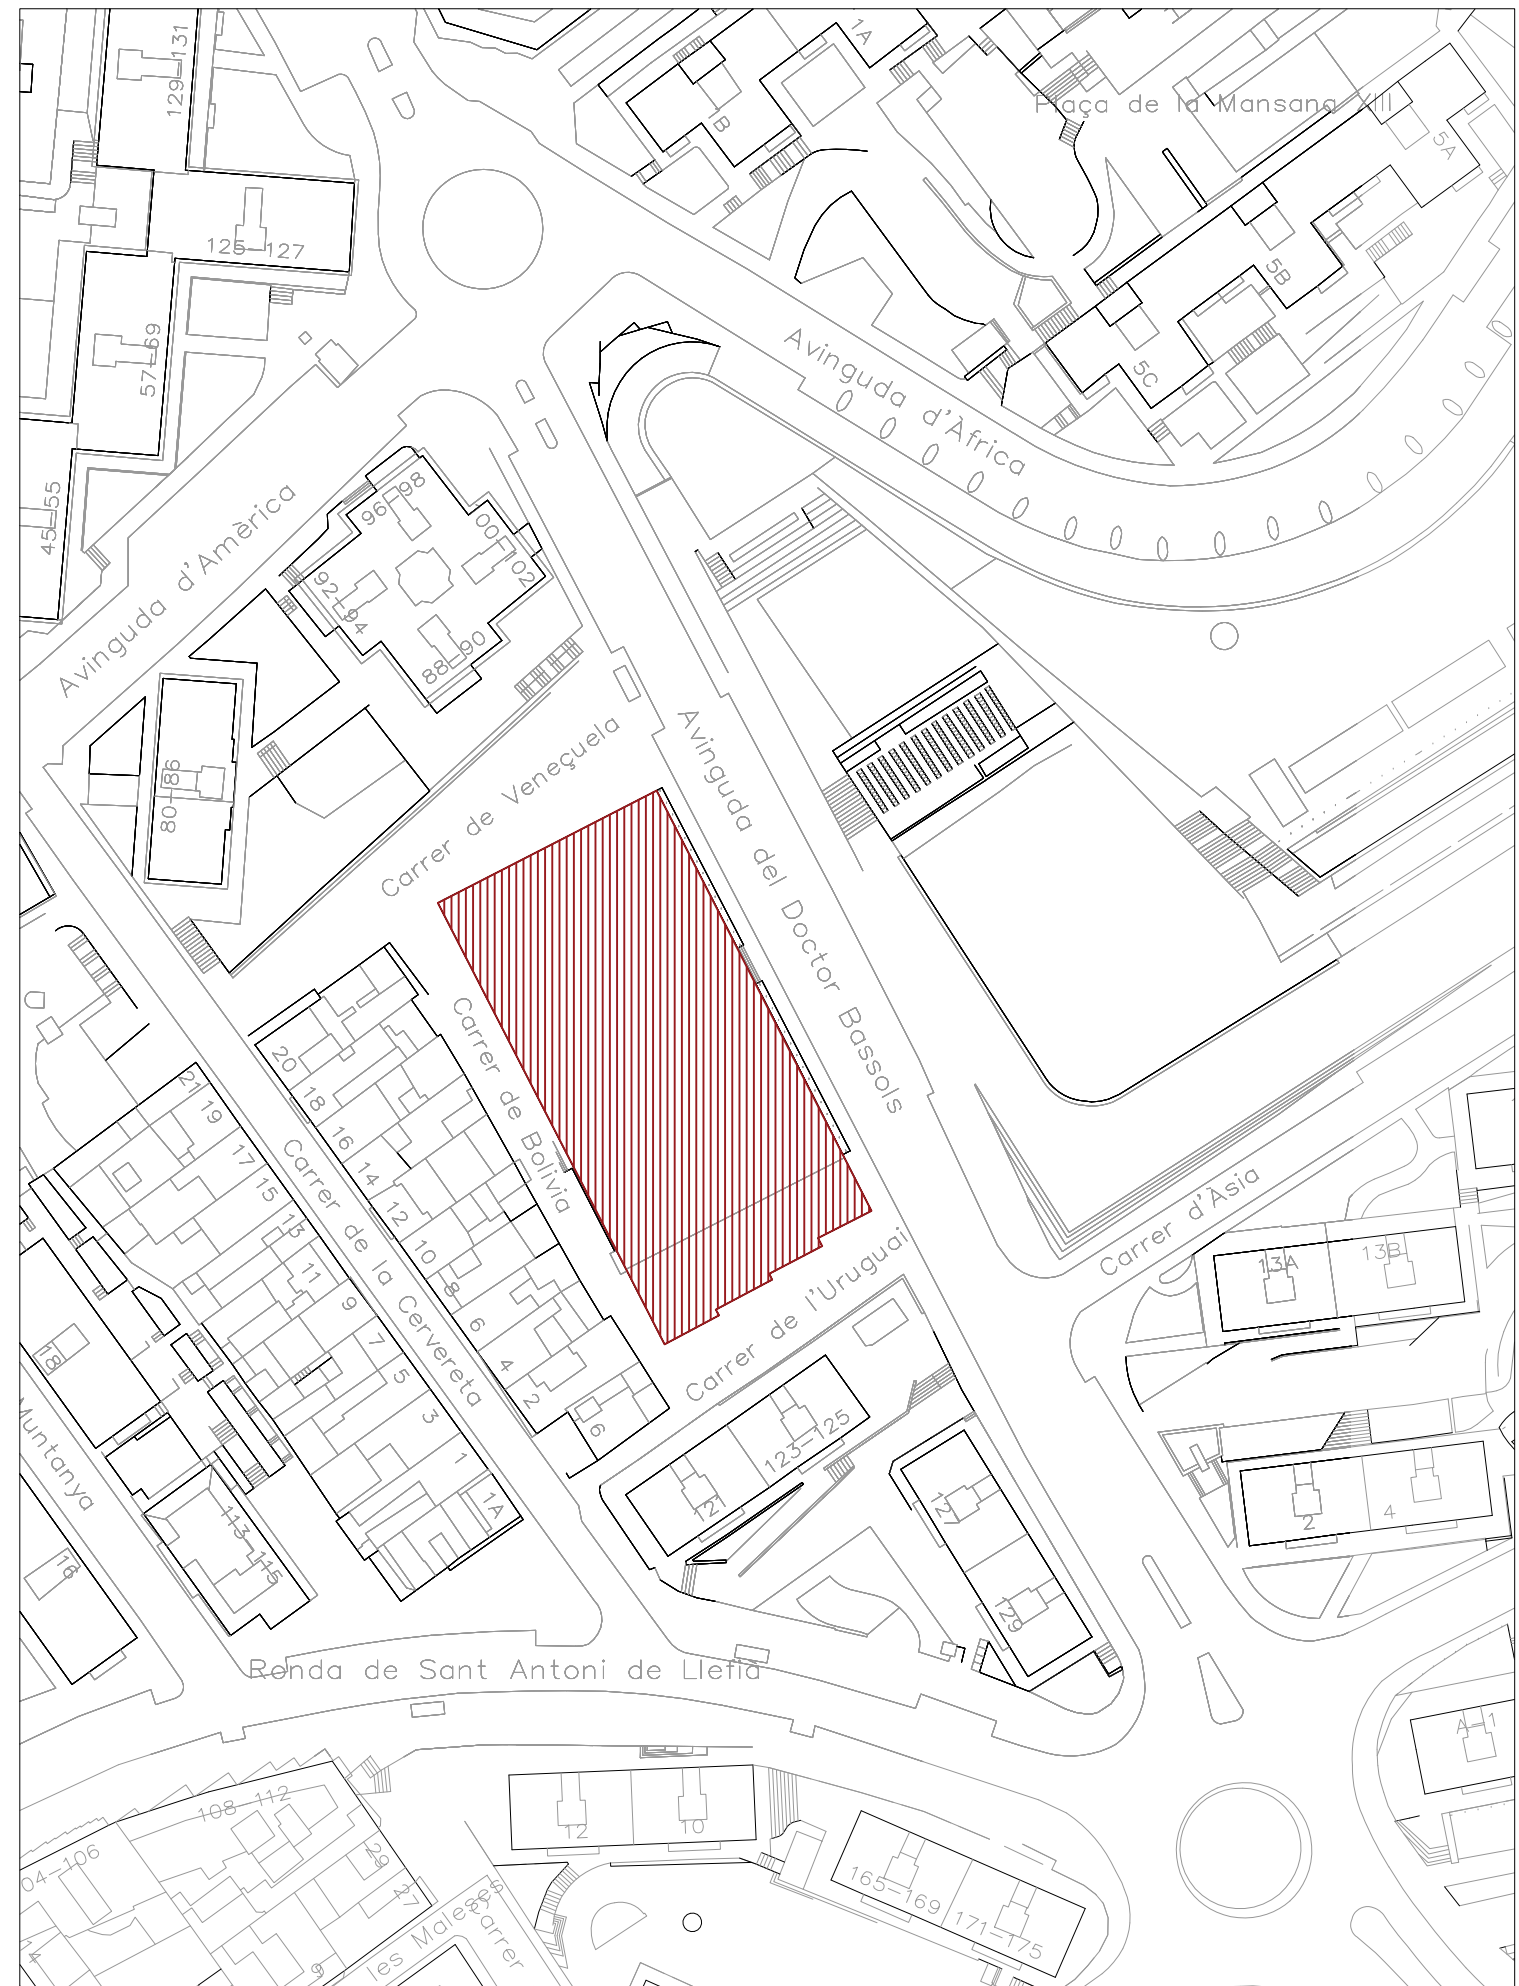 129-131
1A
1B
Plaça de la Mansana XIII
5A
125-127
5B
57-69
5C
Avinguda d'Àfrica
45-55
96-98
100-102
92-94
88-90
Avinguda d'Amèrica
80-86
Carrer de Veneçuela
Avinguda del Doctor Bassols
20
18
16
14
12
10
8
6
4
2
6
Carrer de Bolívia
21
19
17
15
13
11
9
7
5
3
1
1A
Carrer de la Cervereta
Carrer d'Àsia
13A
13B
Carrer de l'Uruguai
18
Muntanya
16
113-115
121
123-125
127
129
2
4
Ronda de Sant Antoni de Llefià
A-1
108-112
04-106
12
10
29
27
165-169
171-175
les Maleses
Carrer
14
9